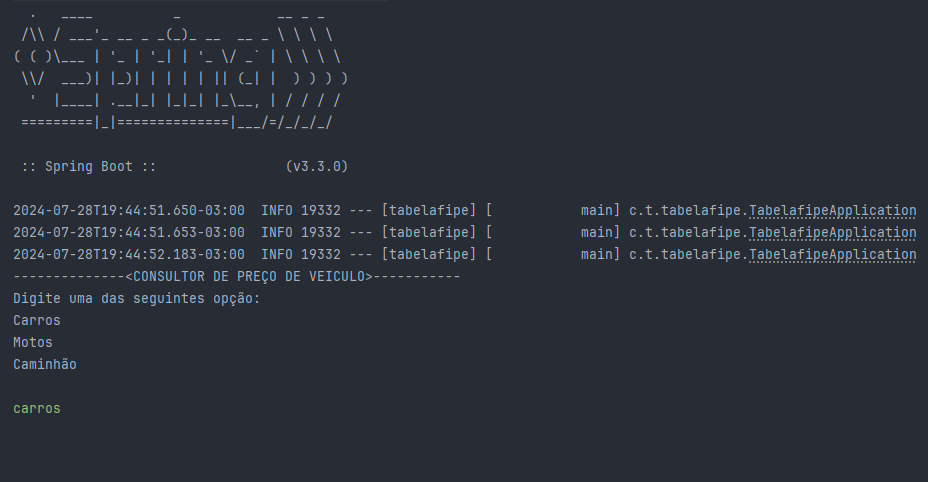 .   ____          _            __ _ _
 /\\ / ___'_ __ _ _(_)_ __  __ _ \ \ \ \
( ( )\___ | '_ | '_| | '_ \/ _` | \ \ \ \
 \\/  ___)| |_)| | | | | || (_| |  ) ) ) )
  '  |____| .__|_| |_|_| |_\__, | / / / /
 =========|_|==============|___/=/_/_/_/
 :: Spring Boot ::                (v3.3.0)
2024-07-28T19:44:51.650-03:00  INFO 19332 --- [tabelafipe] [           main] c.t.tabelafipe.TabelafipeApplication
2024-07-28T19:44:51.653-03:00  INFO 19332 --- [tabelafipe] [           main] c.t.tabelafipe.TabelafipeApplication
2024-07-28T19:44:52.183-03:00  INFO 19332 --- [tabelafipe] [           main] c.t.tabelafipe.TabelafipeApplication
--------------<CONSULTOR DE PREÇO DE VEICULO>-----------
Digite uma das seguintes opção:
Carros
Motos
Caminhão
carros